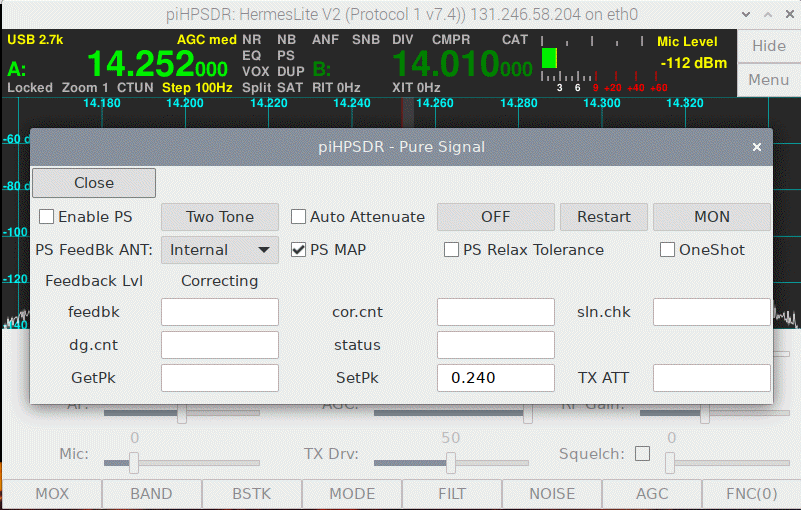 piHPSDR: HermesLite V2 (Protocol 1 v7.4)) 131.246.58.204 on eth0
USB 2.7k AGC med NR NB ANF SNB DIV CMPR CAT Mic Level Hide
EQ PS
A: 14.252000 B: 14.010000 -112 dBm
VOX DUP
Locked Zoom 1 CTUN Step 100Hz Split SAT RIT 0Hz XIT 0Hz 3 6 9 +20 +40 +60 Menu
14.180 14.200 14.220 14.240 14.260 14.280 14.300 14.320
-60 d
piHPSDR - Pure Signal
Close
-80 d
Enable PS Two Tone Auto Attenuate OFF Restart MON
-100
PS FeedBk ANT: Internal PS MAP PS Relax Tolerance OneShot
-120
Feedback Lvl Correcting
feedbk cor.cnt sln.chk
-140
dg.cnt status
GetPk SetPk 0.240 TX ATT
AF: AGC: RF Gain:
0 50 0
Mic: TX Drv: Squelch:
MOX BAND BSTK MODE FILT NOISE AGC FNC(0)